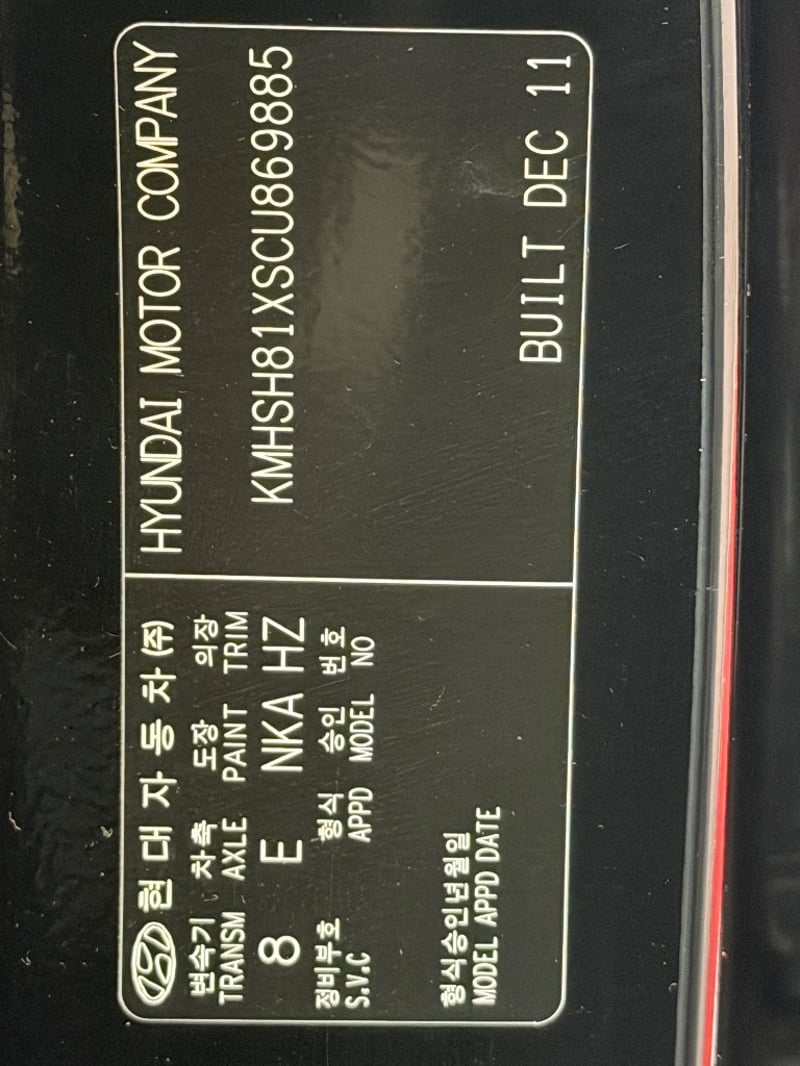 현대자동차(주)
변속기 차축 도장 의장
TRANSM AXLE PAINT TRIM
8 E NKA HZ
정비부호 형식 승인 번호
S.V.C APPD MODEL NO
형식승인년월일
MODEL APPD DATE
HYUNDAI MOTOR COMPANY
KMHSH81XSCU869885
BUILT DEC 11